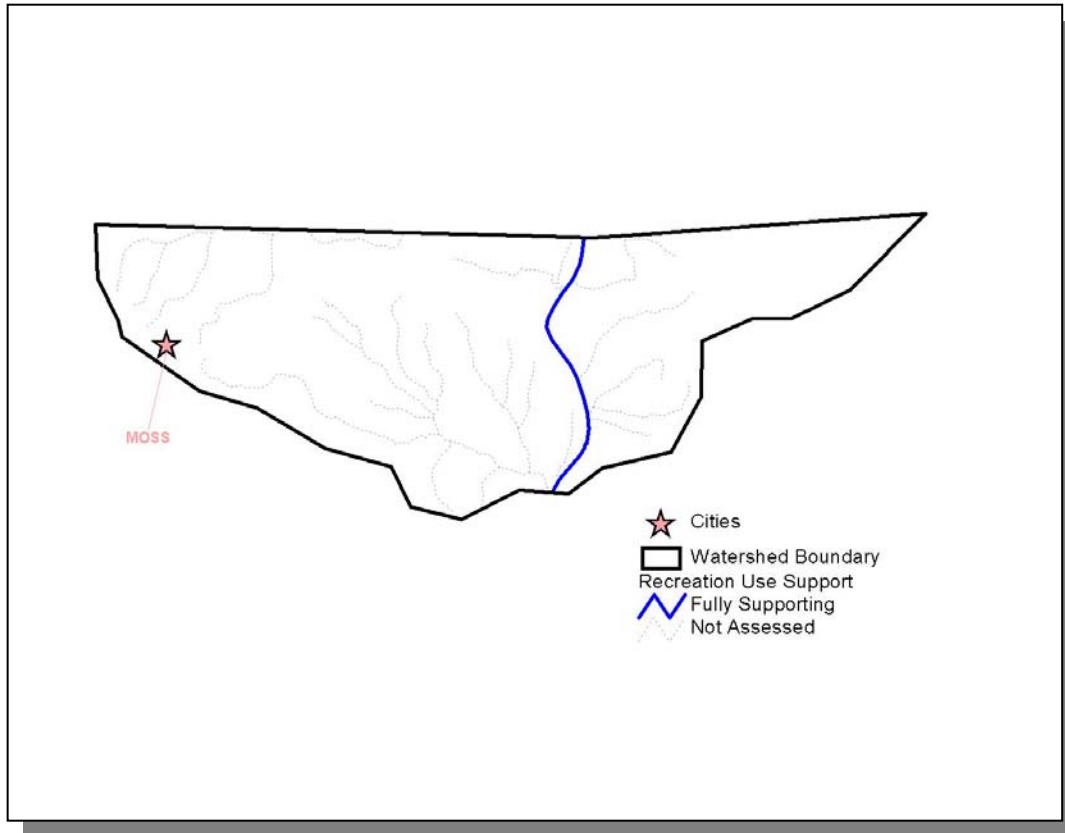 MOSS
Cities
Watershed Boundary
Recreation Use Support
Fully Supporting
Not Assessed